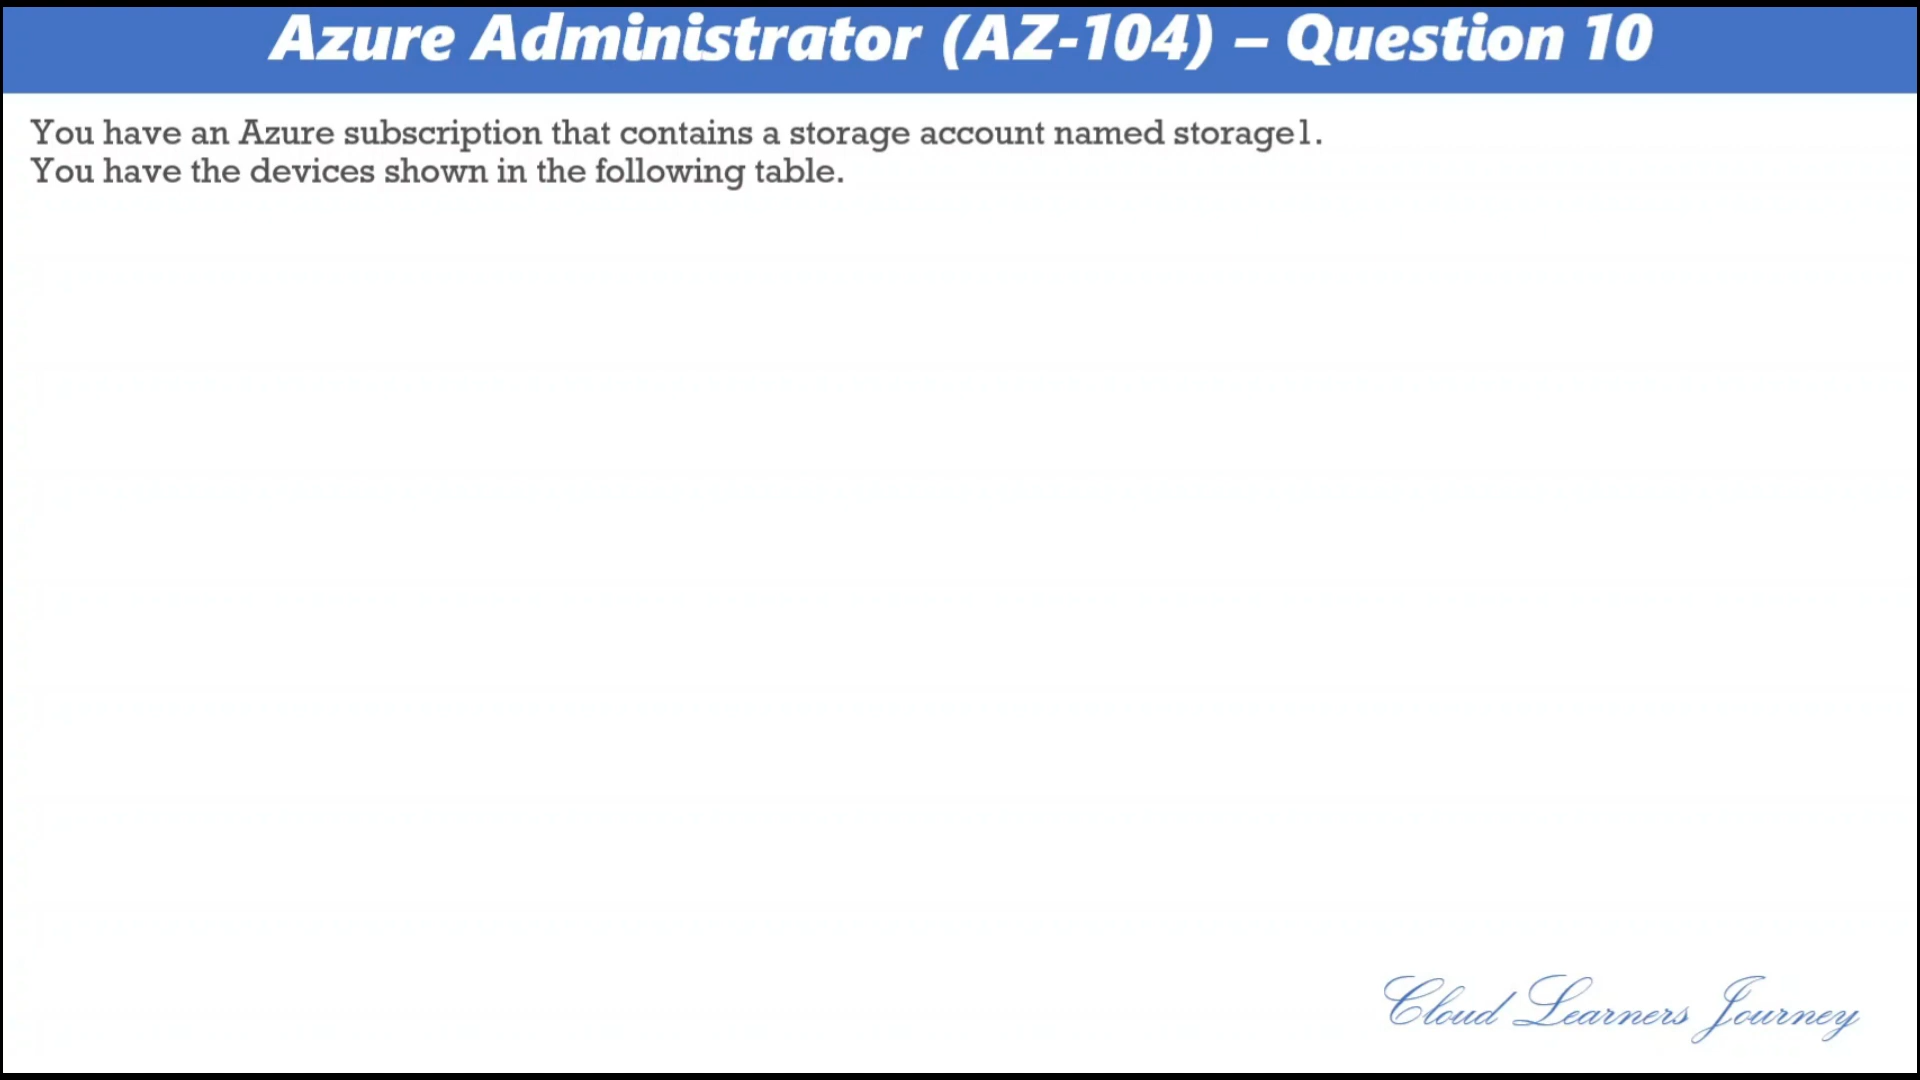 Azure Administrator (AZ-104) – Question 10
You have an Azure subscription that contains a storage account named storage1.
You have the devices shown in the following table.
Cloud Learners Journey